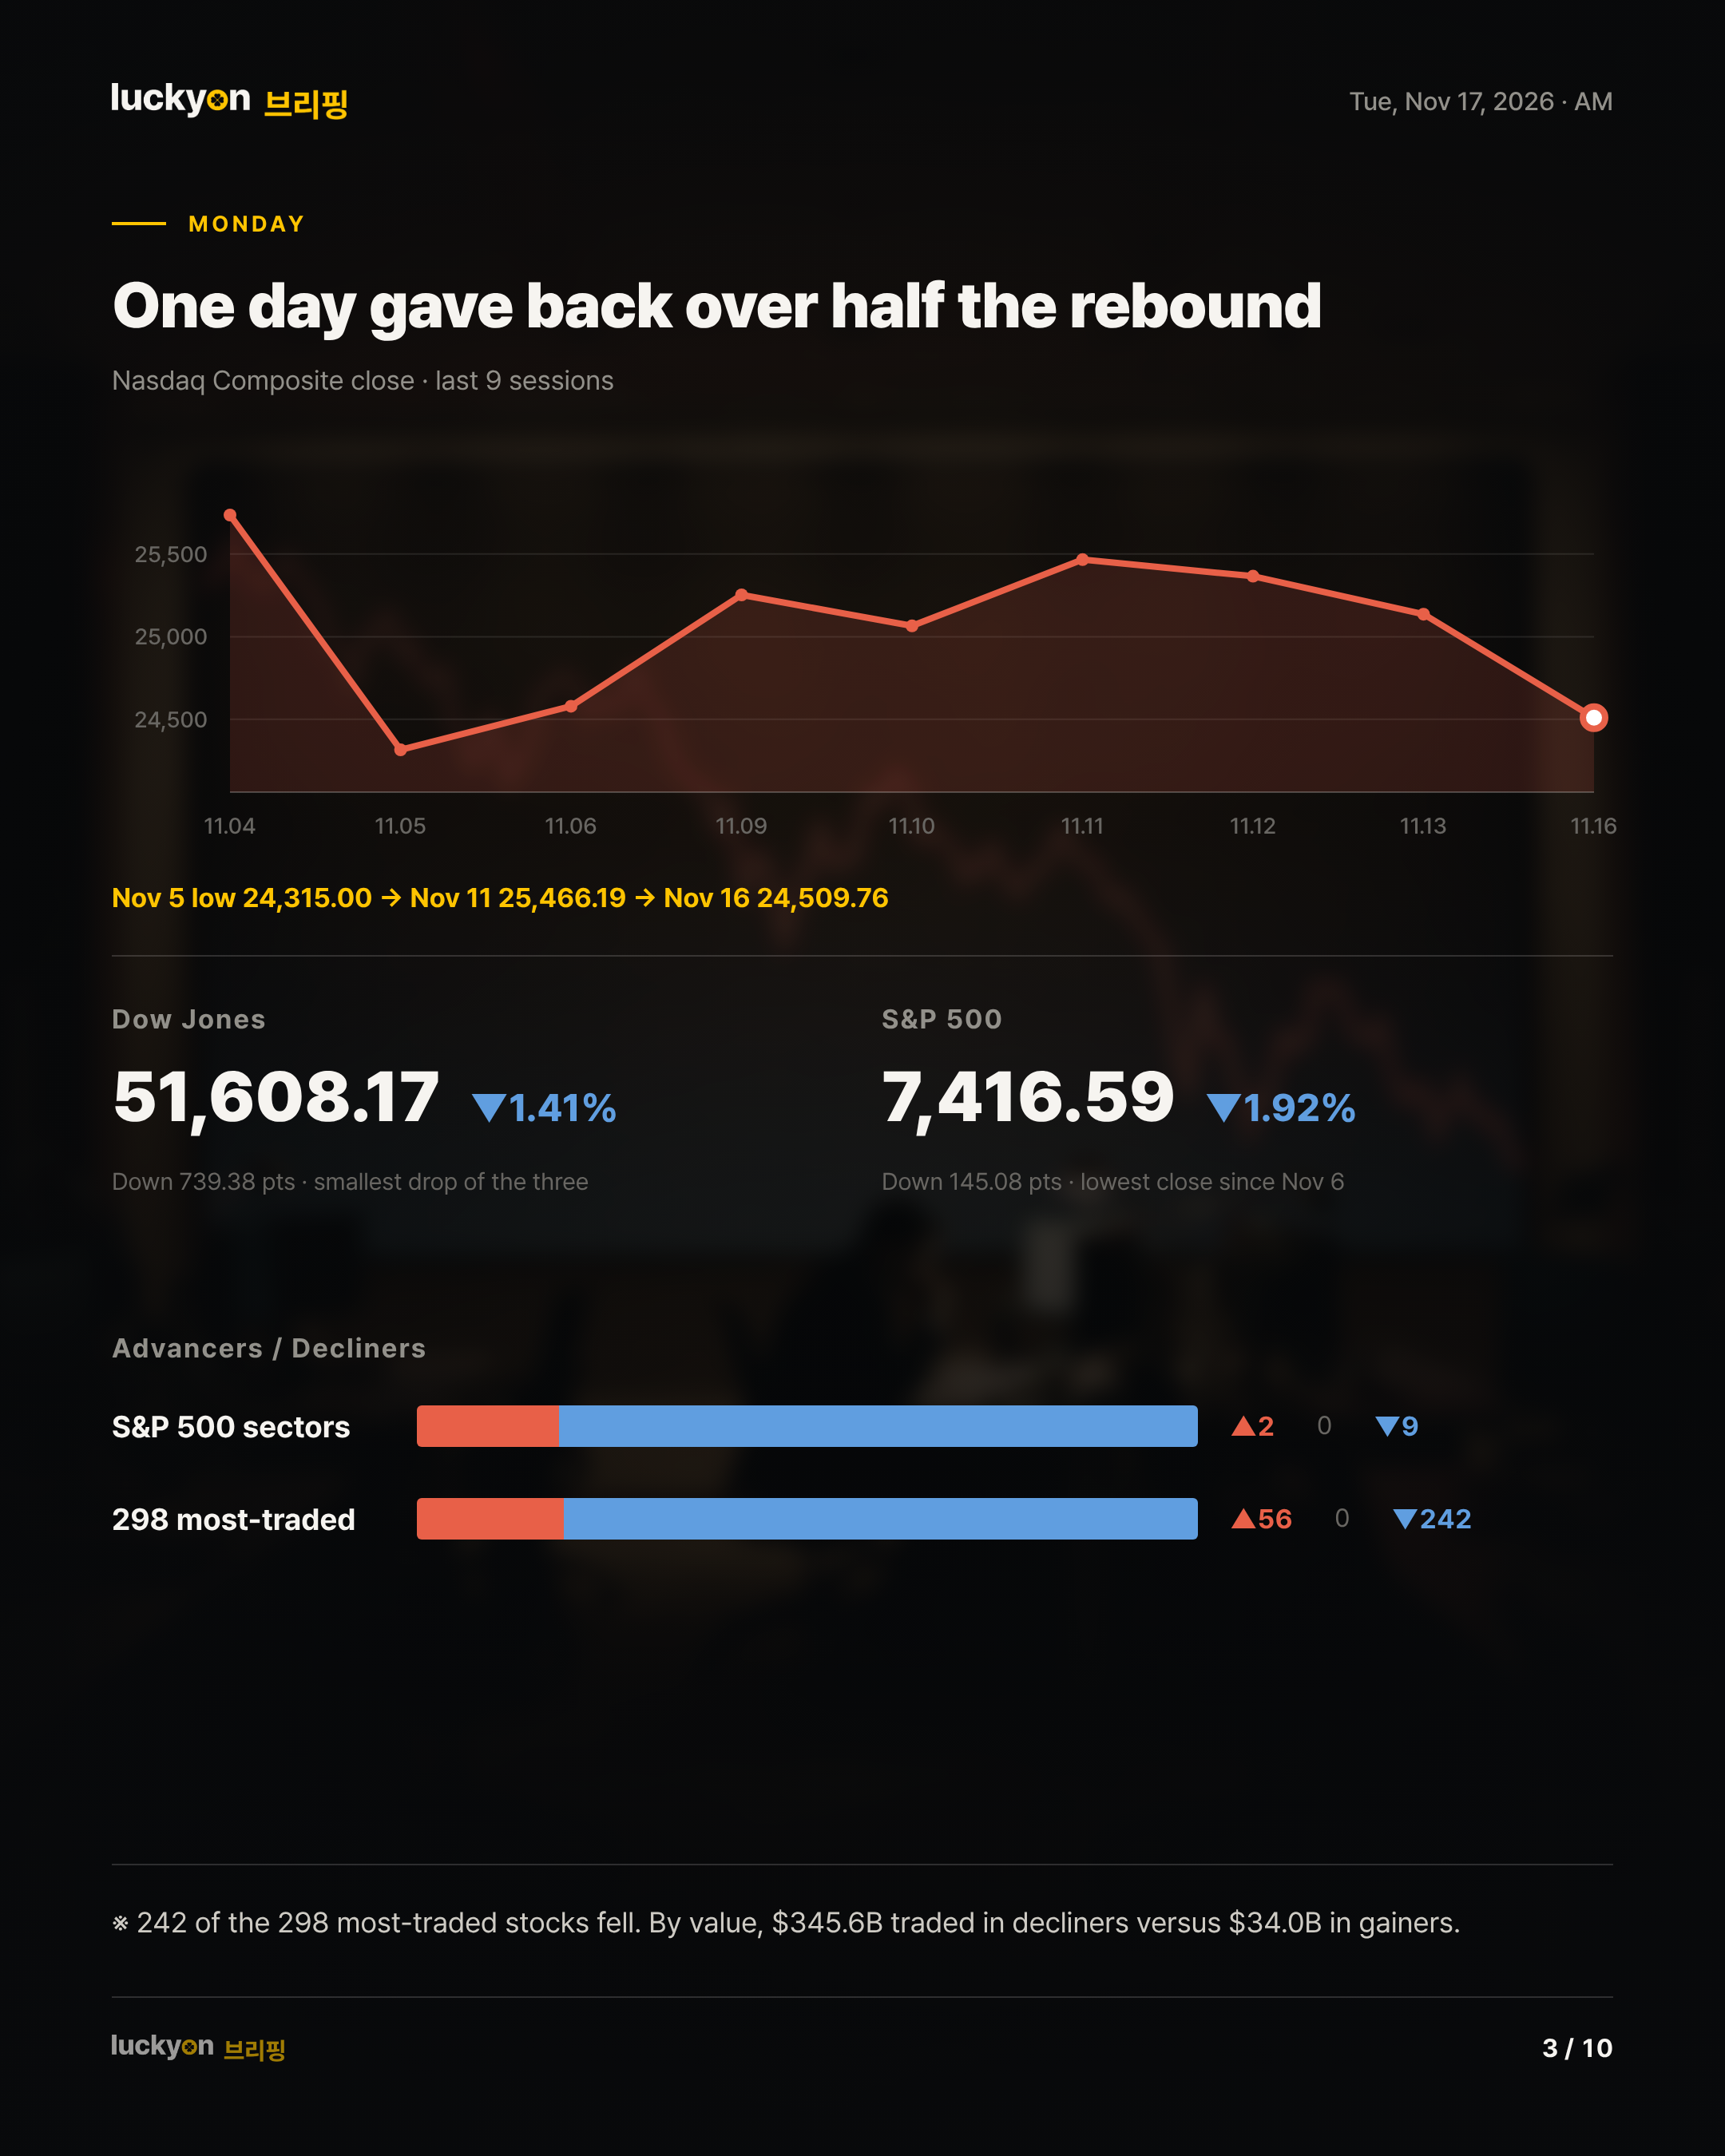 luckyon 브리핑
Tue, Nov 17, 2026 · AM
MONDAY
One day gave back over half the rebound
Nasdaq Composite close · last 9 sessions
25,500
25,000
24,500
11.04 11.05 11.06 11.09 11.10 11.11 11.12 11.13 11.16
Nov 5 low 24,315.00 → Nov 11 25,466.19 → Nov 16 24,509.76
Dow Jones
51,608.17 ▼1.41%
Down 739.38 pts · smallest drop of the three
S&P 500
7,416.59 ▼1.92%
Down 145.08 pts · lowest close since Nov 6
Advancers / Decliners
S&P 500 sectors ▲2 0 ▼9
298 most-traded ▲56 0 ▼242
※ 242 of the 298 most-traded stocks fell. By value, $345.6B traded in decliners versus $34.0B in gainers.
luckyon 브리핑
3 / 10